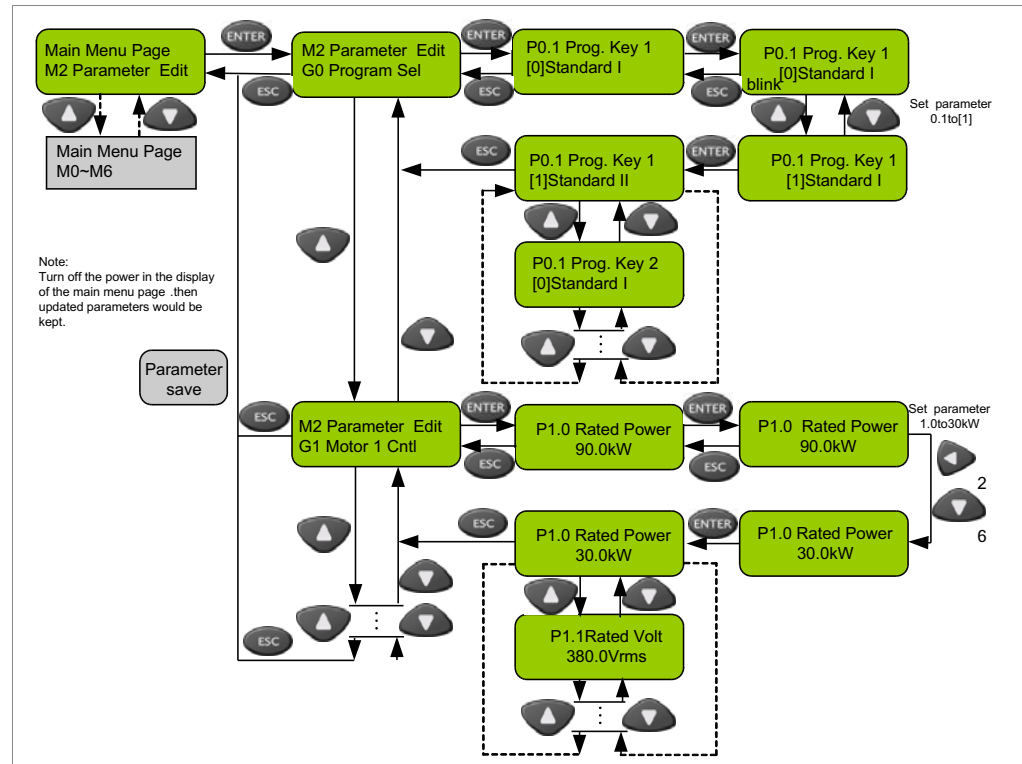 Main Menu Page
M2 Parameter Edit
ENTER
ESC
M2 Parameter Edit
G0 Program Sel
ENTER
ESC
P0.1 Prog. Key 1
[0]Standard I
ENTER
ESC
P0.1 Prog. Key 1
[0]Standard I
blink
Set parameter
0.1to[1]
Main Menu Page
M0~M6
ESC
P0.1 Prog. Key 1
[1]Standard II
ENTER
P0.1 Prog. Key 1
[1]Standard I
P0.1 Prog. Key 2
[0]Standard I
Note:
Turn off the power in the display
of the main menu page .then
updated parameters would be
kept.
Parameter
save
ESC
M2 Parameter Edit
G1 Motor 1 Cntl
ENTER
ESC
P1.0 Rated Power
90.0kW
ENTER
ESC
P1.0 Rated Power
90.0kW
Set parameter
1.0to30kW
2
6
ESC
P1.0 Rated Power
30.0kW
ENTER
P1.0 Rated Power
30.0kW
ESC
P1.1Rated Volt
380.0Vrms